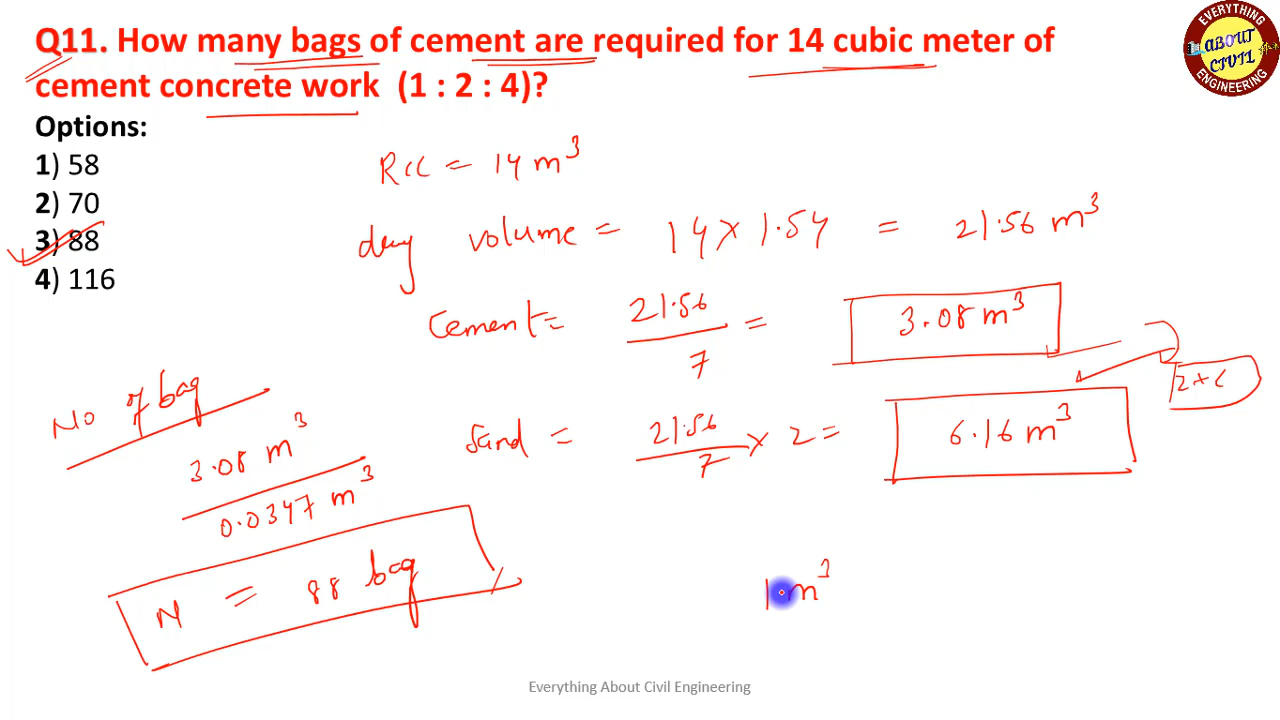 Q11. How many bags of cement are required for 14 cubic meter of
cement concrete work (1 : 2 : 4)?
EVERYTHING
ABOUT
CIVIL
ENGINEERING
Options:
1) 58
2) 70
3) 88
4) 116
RCC = 14 m³
dry volume = 14 × 1.54 = 21.56 m³
Cement = 21.56 / 7 = 3.08 m³
Sand = 21.56 / 7 × 2 = 6.16 m³
2×C
No of bag
3.08 m³
0.0347 m³
N = 88 bag
1 m³
Everything About Civil Engineering